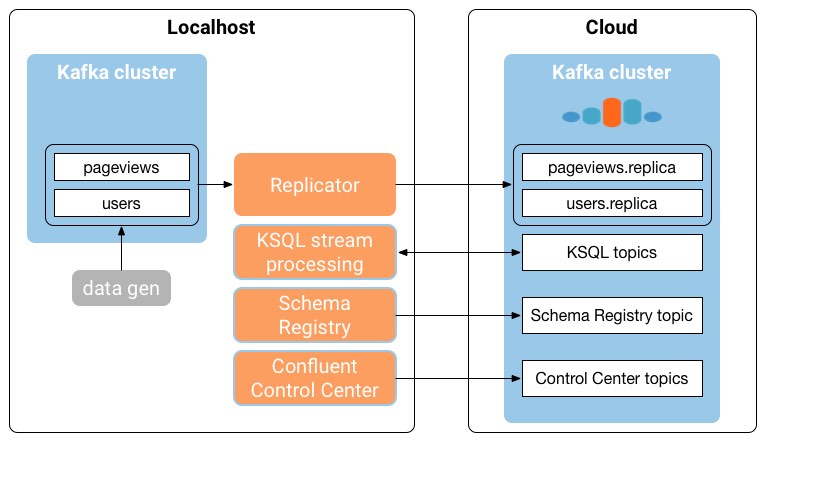 Localhost
Kafka cluster
pageviews
users
data gen
Replicator
KSQL stream
processing
Schema
Registry
Confluent
Control Center
Cloud
Kafka cluster
pageviews.replica
users.replica
KSQL topics
Schema Registry topic
Control Center topics